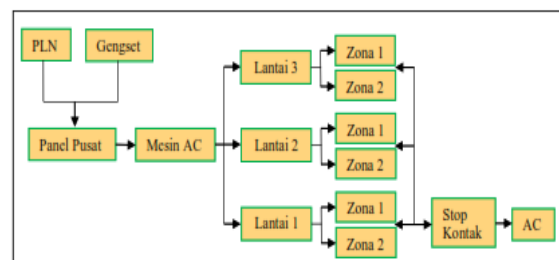 PLN
Gengset
Panel Pusat
Mesin AC
Lantai 3
Zona 1
Zona 2
Lantai 2
Zona 1
Zona 2
Lantai 1
Zona 1
Zona 2
Stop
Kontak
AC